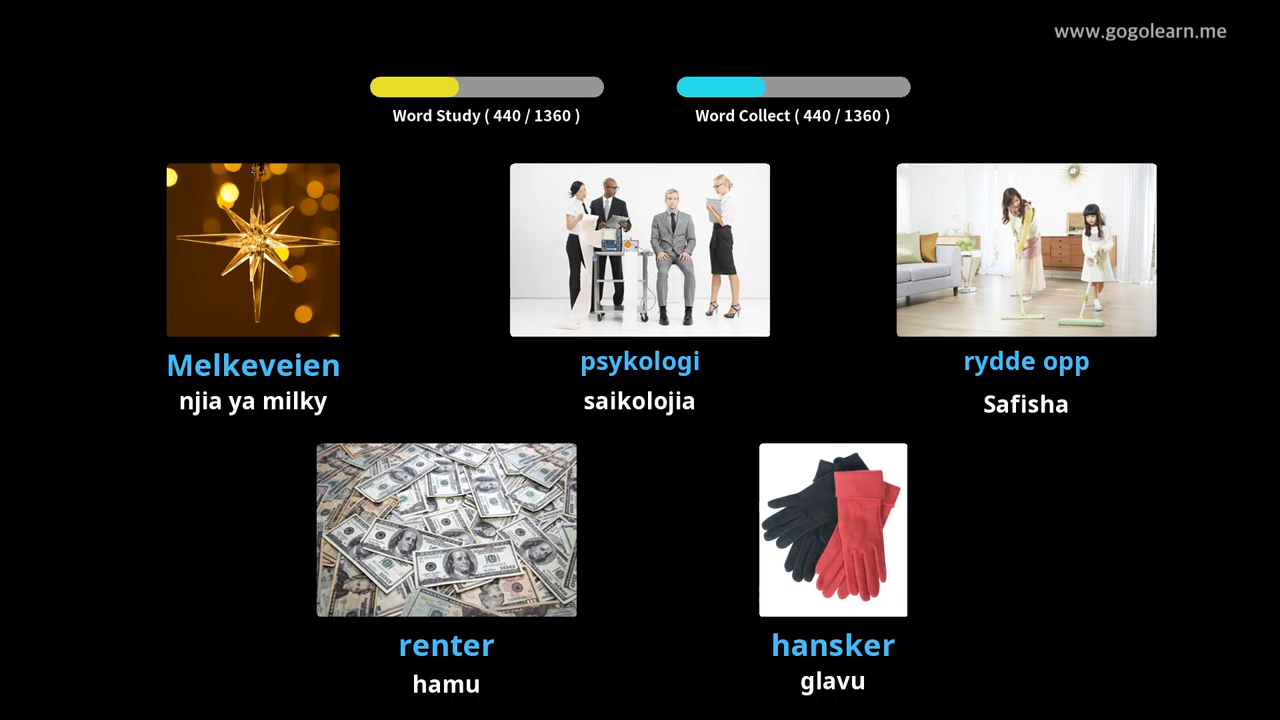 www.gogolearn.me
Word Study ( 440 / 1360 )
Word Collect ( 440 / 1360 )
Melkeveien
njia ya milky
psykologi
saikolojia
rydde opp
Safisha
renter
hamu
hansker
glavu